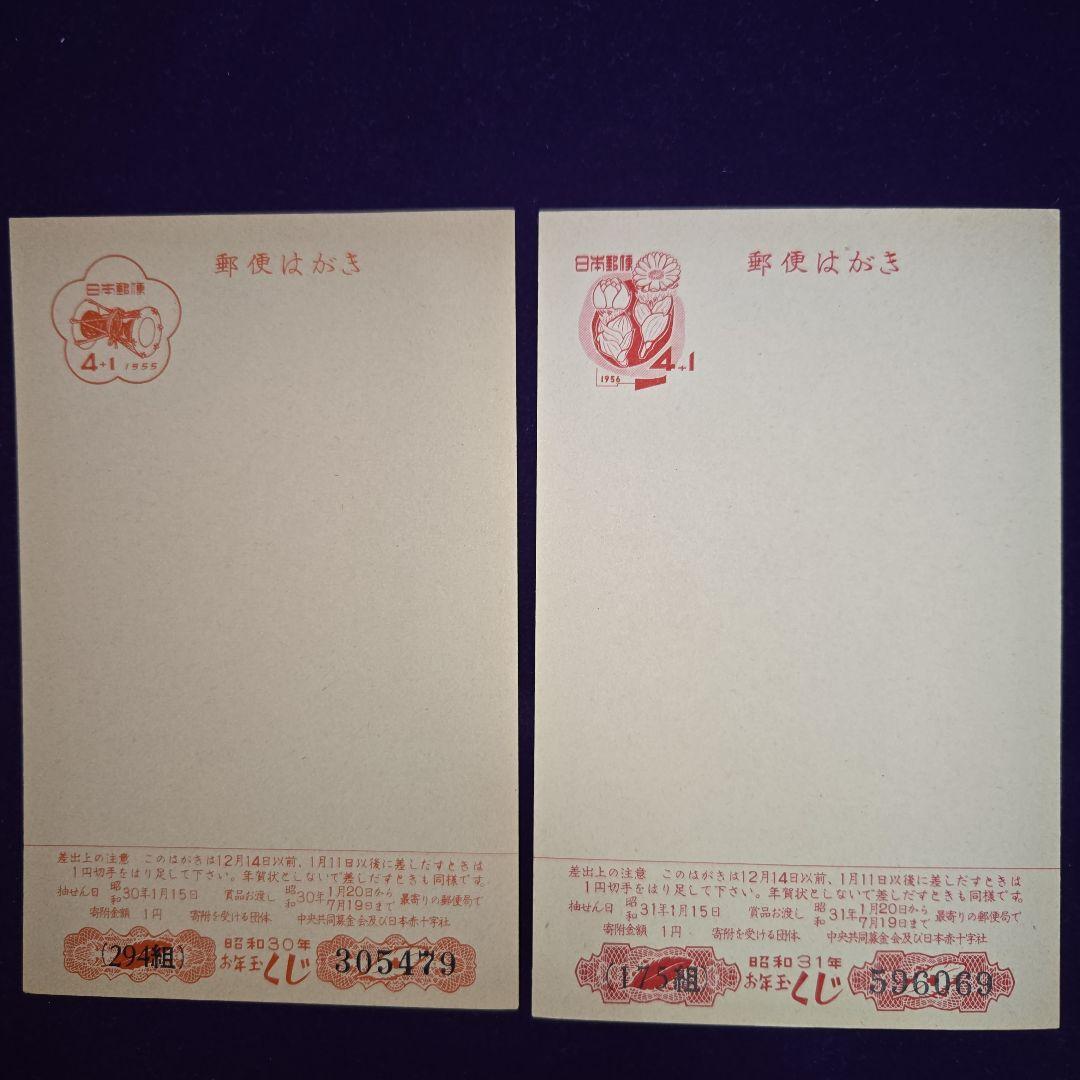 郵便はがき
日本郵便
4+1 1955
差出上の注意 このはがきは12月14日以前、1月11日以後に差しだすときは
1円切手をはり足して下さい。年賀状としないで差しだすときも同様です。
抽せん日 昭和30年1月15日 賞品お渡し 昭和30年1月20日から7月19日まで 最寄りの郵便局で
寄附金額 1円 寄附を受ける団体 中央共同募金会及び日本赤十字社
(294組) 昭和30年 お年玉くじ 305479
郵便はがき
日本郵便
4+1
1956
差出上の注意 このはがきは12月14日以前、1月11日以後に差しだすときは
1円切手をはり足して下さい。年賀状としないで差しだすときも同様です。
抽せん日 昭和31年1月15日 賞品お渡し 昭和31年1月20日から7月19日まで 最寄りの郵便局で
寄附金額 1円 寄附を受ける団体 中央共同募金会及び日本赤十字社
(175組) 昭和31年 お年玉くじ 596069